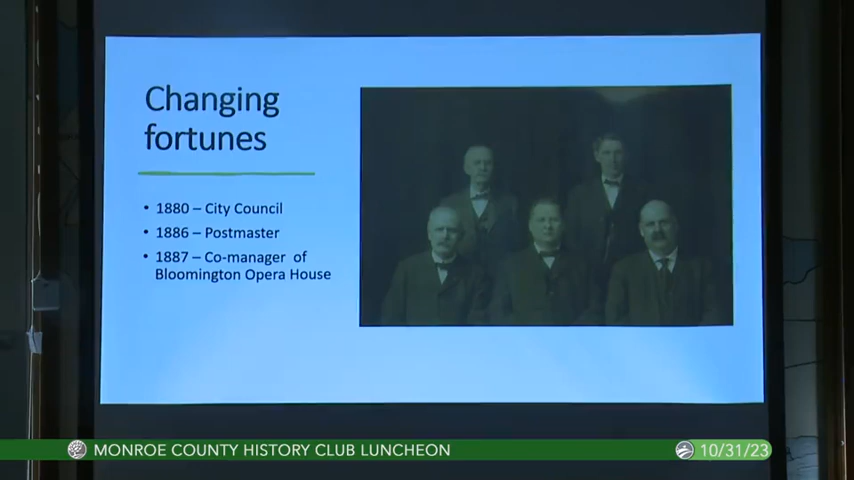 Changing
fortunes
• 1880 – City Council
• 1886 – Postmaster
• 1887 – Co-manager of
Bloomington Opera House
MONROE COUNTY HISTORY CLUB LUNCHEON
10/31/23